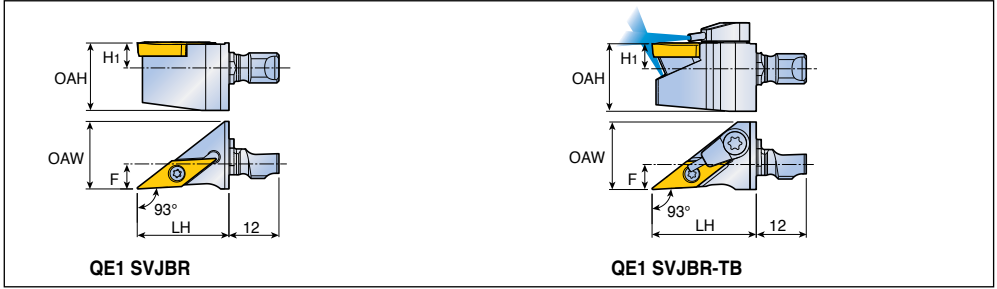 H1
OAH
OAW
F
93°
LH
12
QE1 SVJBR
H1
OAH
OAW
F
93°
LH
12
QE1 SVJBR-TB